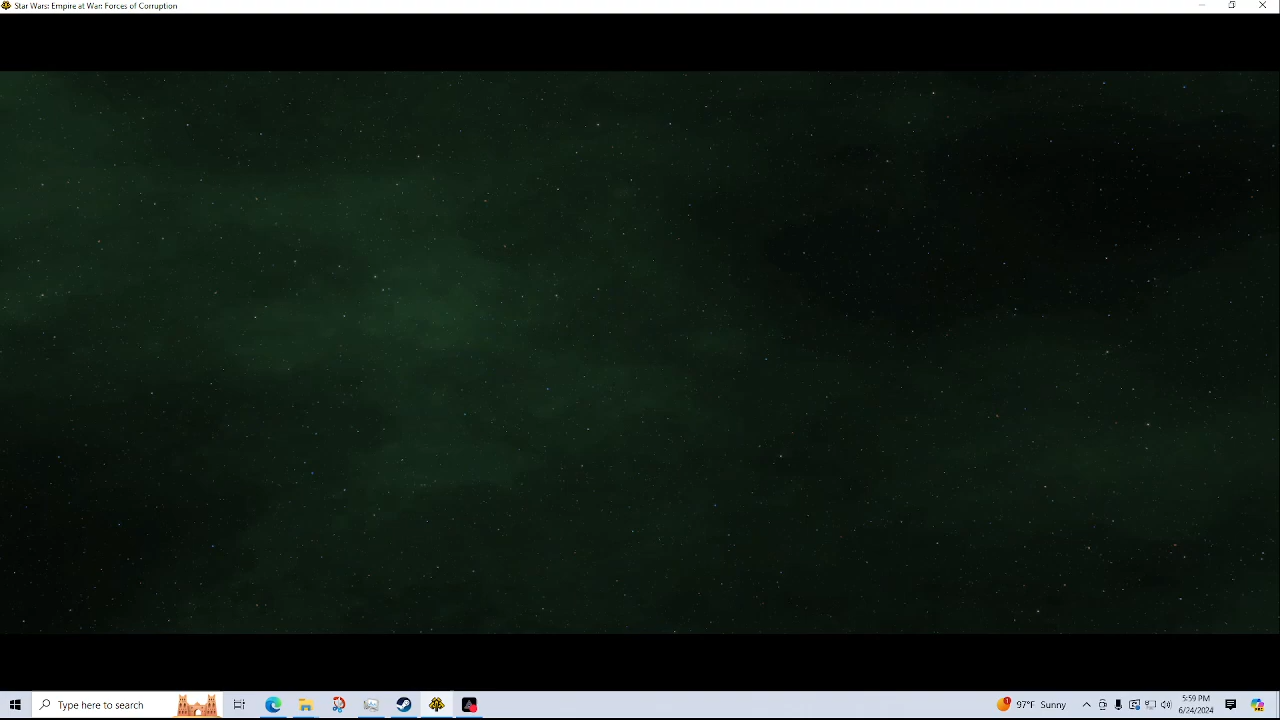 Star Wars: Empire at War: Forces of Corruption
Type here to search
97°F Sunny
5:59 PM
6/24/2024